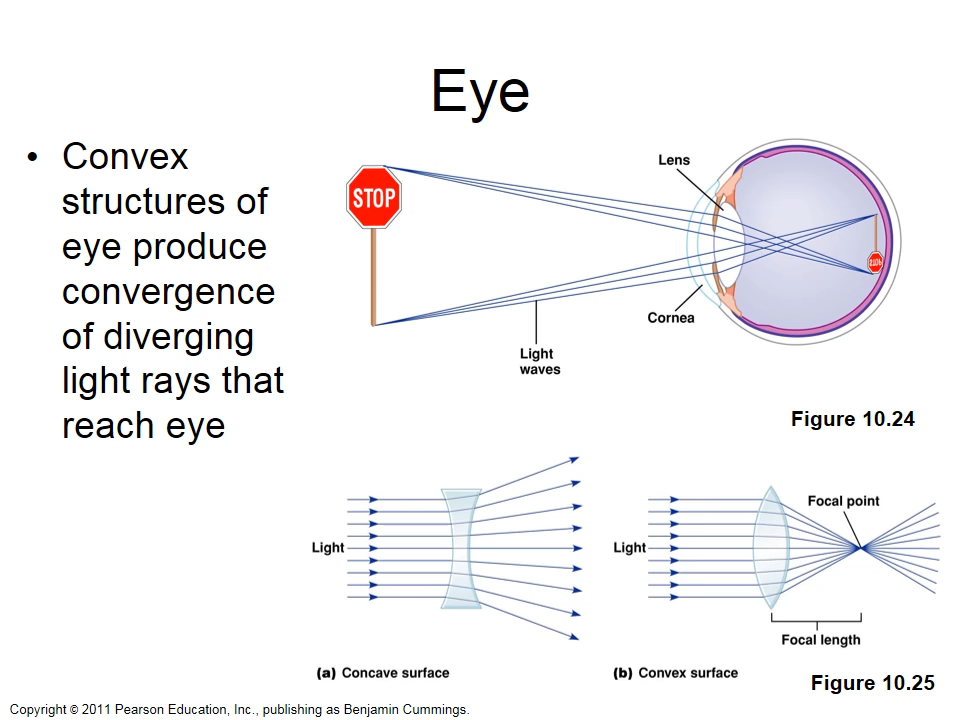 Eye
• Convex
structures of
eye produce
convergence
of diverging
light rays that
reach eye
STOP
Lens
STOP
Cornea
Light
waves
Figure 10.24
Light
Light
Focal point
Focal length
(a) Concave surface
(b) Convex surface
Figure 10.25
Copyright © 2011 Pearson Education, Inc., publishing as Benjamin Cummings.